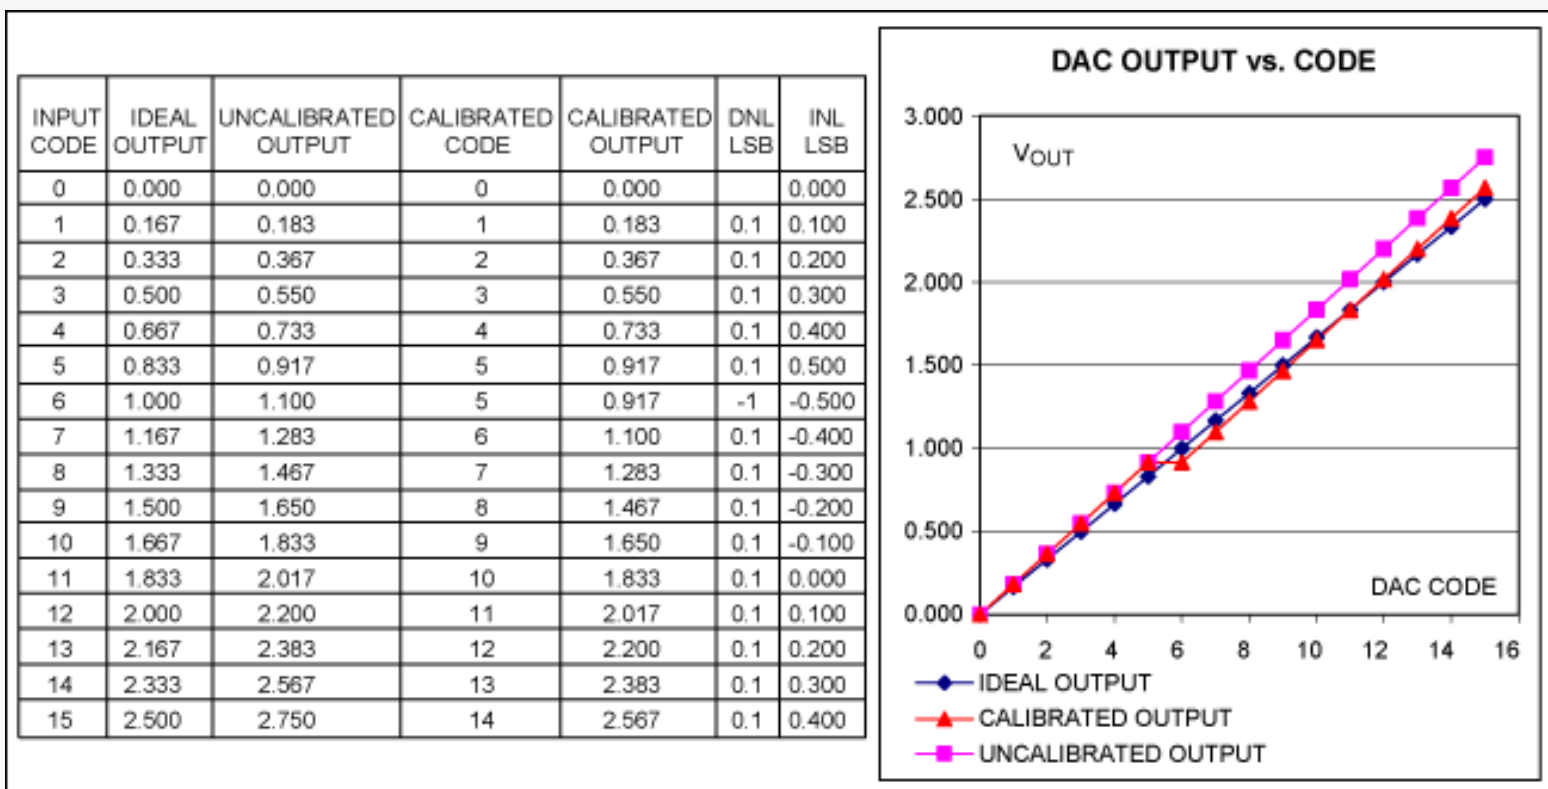 INPUT CODE IDEAL OUTPUT UNCALIBRATED OUTPUT CALIBRATED CODE CALIBRATED OUTPUT DNL LSB INL LSB
0 0.000 0.000 0 0.000 0.000
1 0.167 0.183 1 0.183 0.1 0.100
2 0.333 0.367 2 0.367 0.1 0.200
3 0.500 0.550 3 0.550 0.1 0.300
4 0.667 0.733 4 0.733 0.1 0.400
5 0.833 0.917 5 0.917 0.1 0.500
6 1.000 1.100 5 0.917 -1 -0.500
7 1.167 1.283 6 1.100 0.1 -0.400
8 1.333 1.467 7 1.283 0.1 -0.300
9 1.500 1.650 8 1.467 0.1 -0.200
10 1.667 1.833 9 1.650 0.1 -0.100
11 1.833 2.017 10 1.833 0.1 0.000
12 2.000 2.200 11 2.017 0.1 0.100
13 2.167 2.383 12 2.200 0.1 0.200
14 2.333 2.567 13 2.383 0.1 0.300
15 2.500 2.750 14 2.567 0.1 0.400
DAC OUTPUT vs. CODE
3.000
VOUT
2.500
2.000
1.500
1.000
0.500
DAC CODE
0.000
0 2 4 6 8 10 12 14 16
IDEAL OUTPUT
CALIBRATED OUTPUT
UNCALIBRATED OUTPUT